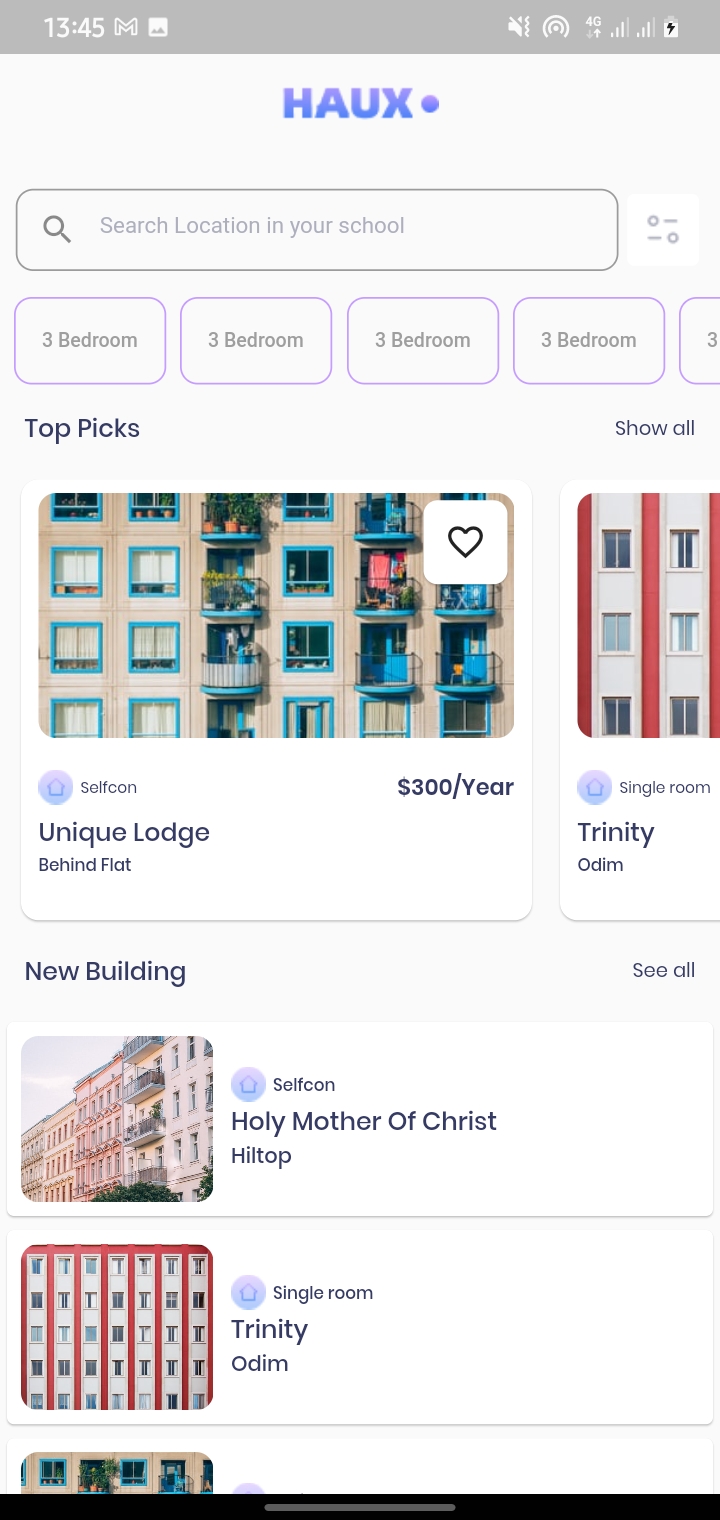 13:45
4G
HAUX
Search Location in your school
3 Bedroom 3 Bedroom 3 Bedroom 3 Bedroom 3
Top Picks Show all
Selfcon $300/Year
Unique Lodge
Behind Flat
Single room
Trinity
Odim
New Building See all
Selfcon
Holy Mother Of Christ
Hiltop
Single room
Trinity
Odim